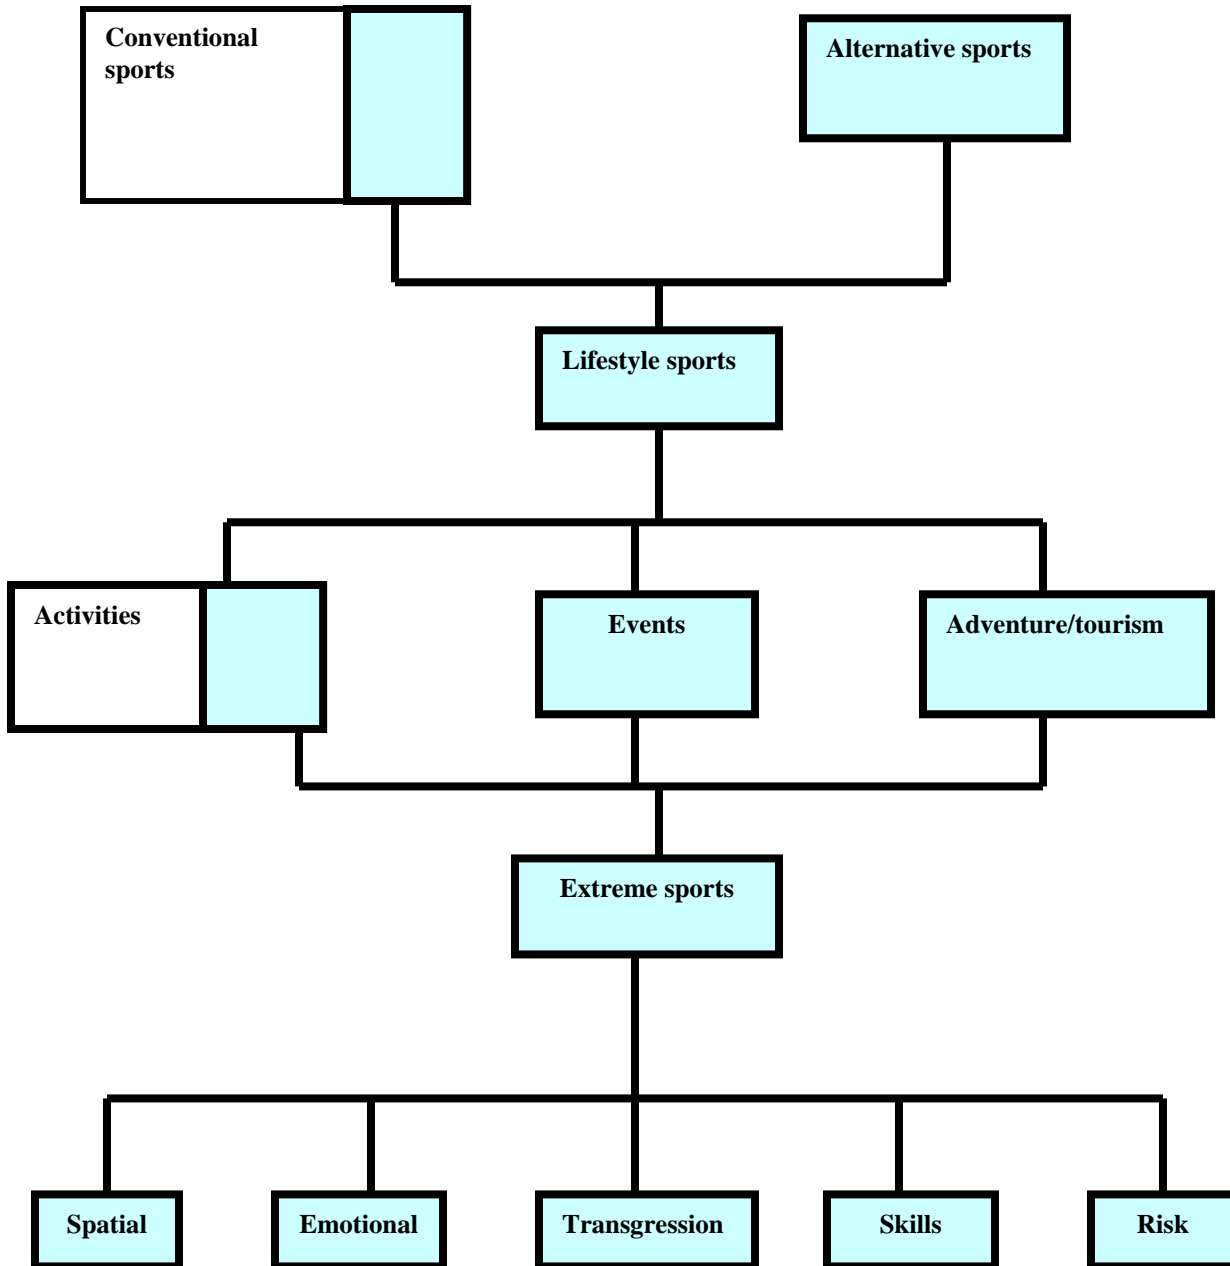 Conventional
sports
Alternative sports
Lifestyle sports
Activities
Events
Adventure/tourism
Extreme sports
Spatial
Emotional
Transgression
Skills
Risk